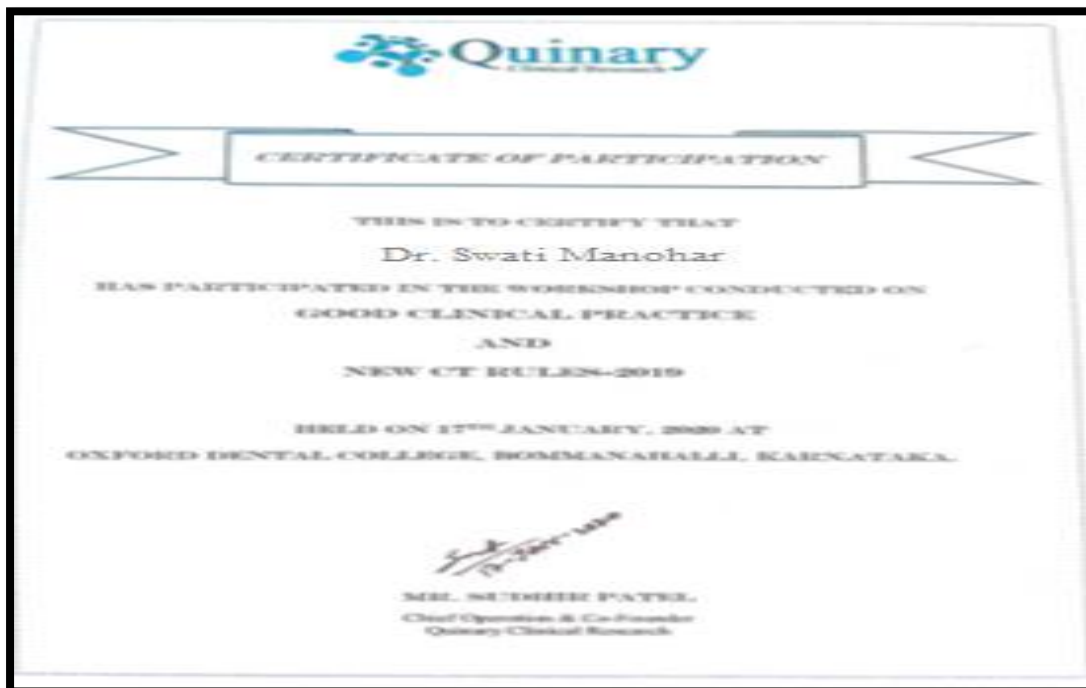 Quinary
Clinical Research
CERTIFICATE OF PARTICIPATION
THIS IS TO CERTIFY THAT
Dr. Swati Manohar
HAS PARTICIPATED IN THE WORKSHOP CONDUCTED ON
GOOD CLINICAL PRACTICE
AND
NEW CT RULES-2019
HELD ON 17TH JANUARY, 2020 AT
OXFORD DENTAL COLLEGE, BOMMANAHALLI, KARNATAKA.
MR. SUDHIR PATEL
Chief Operation & Co-Founder
Quinary Clinical Research